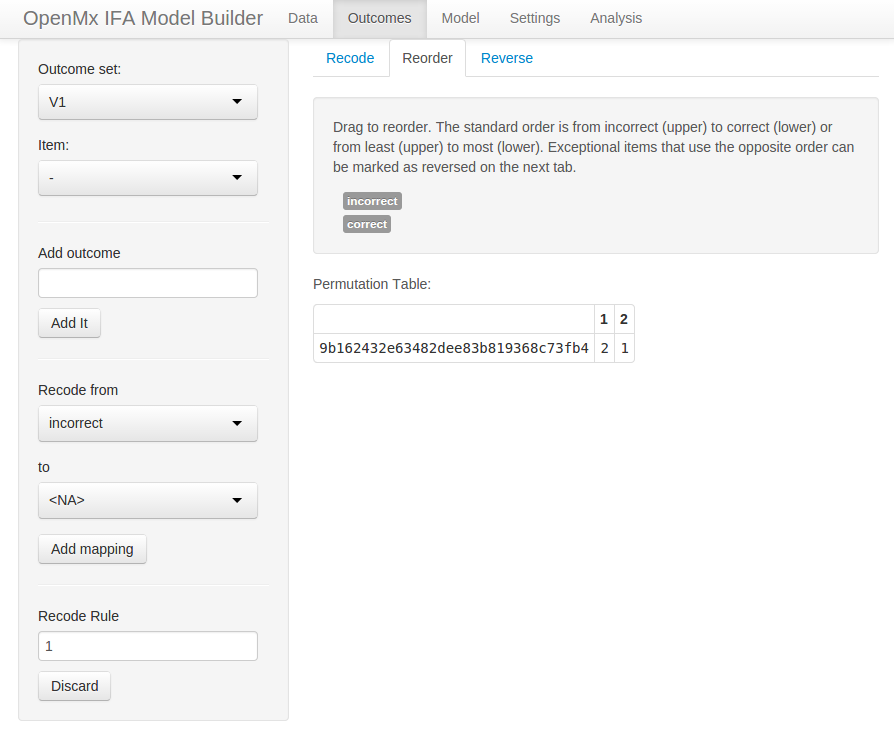 OpenMx IFA Model Builder Data Outcomes Model Settings Analysis
Outcome set:
V1
Item:
-
Add outcome
Add It
Recode from
incorrect
to
<NA>
Add mapping
Recode Rule
1
Discard
Recode Reorder Reverse
Drag to reorder. The standard order is from incorrect (upper) to correct (lower) or
from least (upper) to most (lower). Exceptional items that use the opposite order can
be marked as reversed on the next tab.
incorrect
correct
Permutation Table:
1 2
9b162432e63482dee83b819368c73fb4 2 1